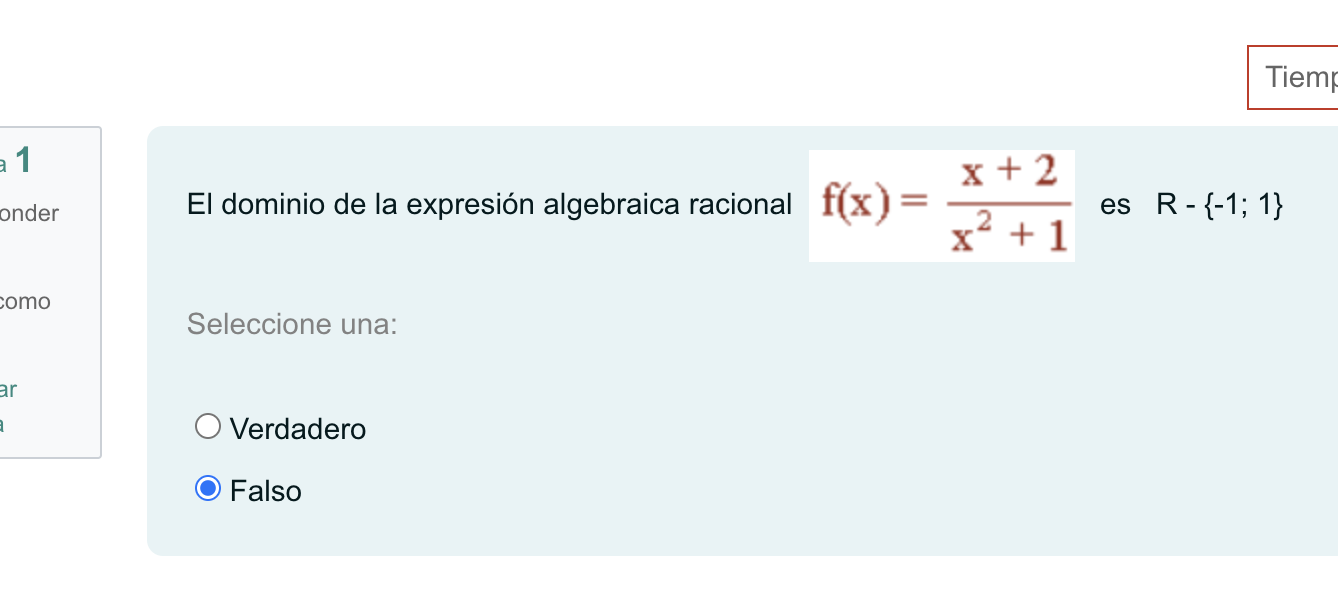 Tiemp
a 1
onder
como
ar
a
El dominio de la expresión algebraica racional f(x) = (x + 2)/(x² + 1) es R - {-1; 1}
Seleccione una:
Verdadero
Falso